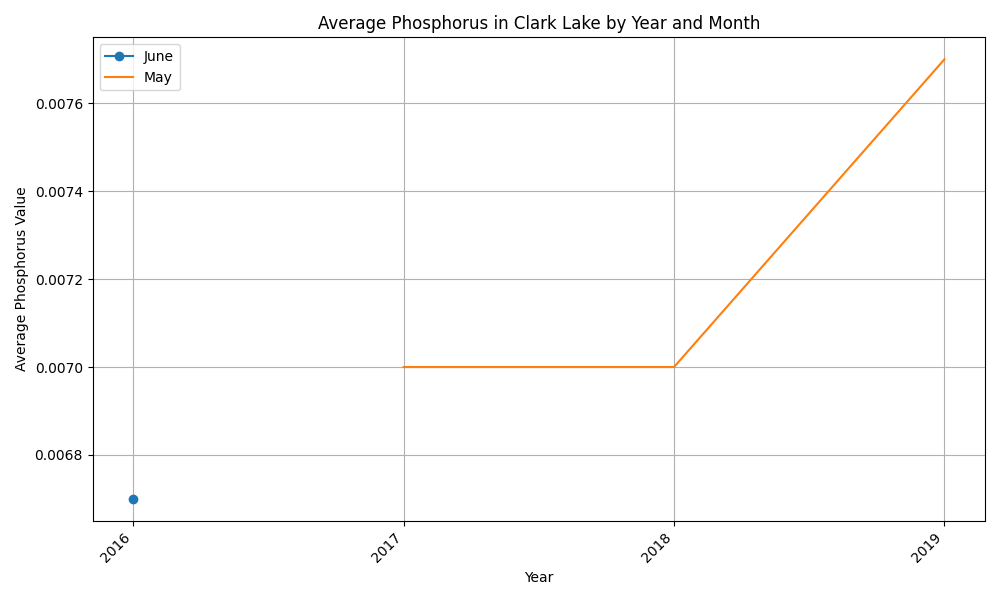 Average Phosphorus in Clark Lake by Year and Month
June
May
Average Phosphorus Value
0.0076
0.0074
0.0072
0.0070
0.0068
2016
2017
2018
2019
Year